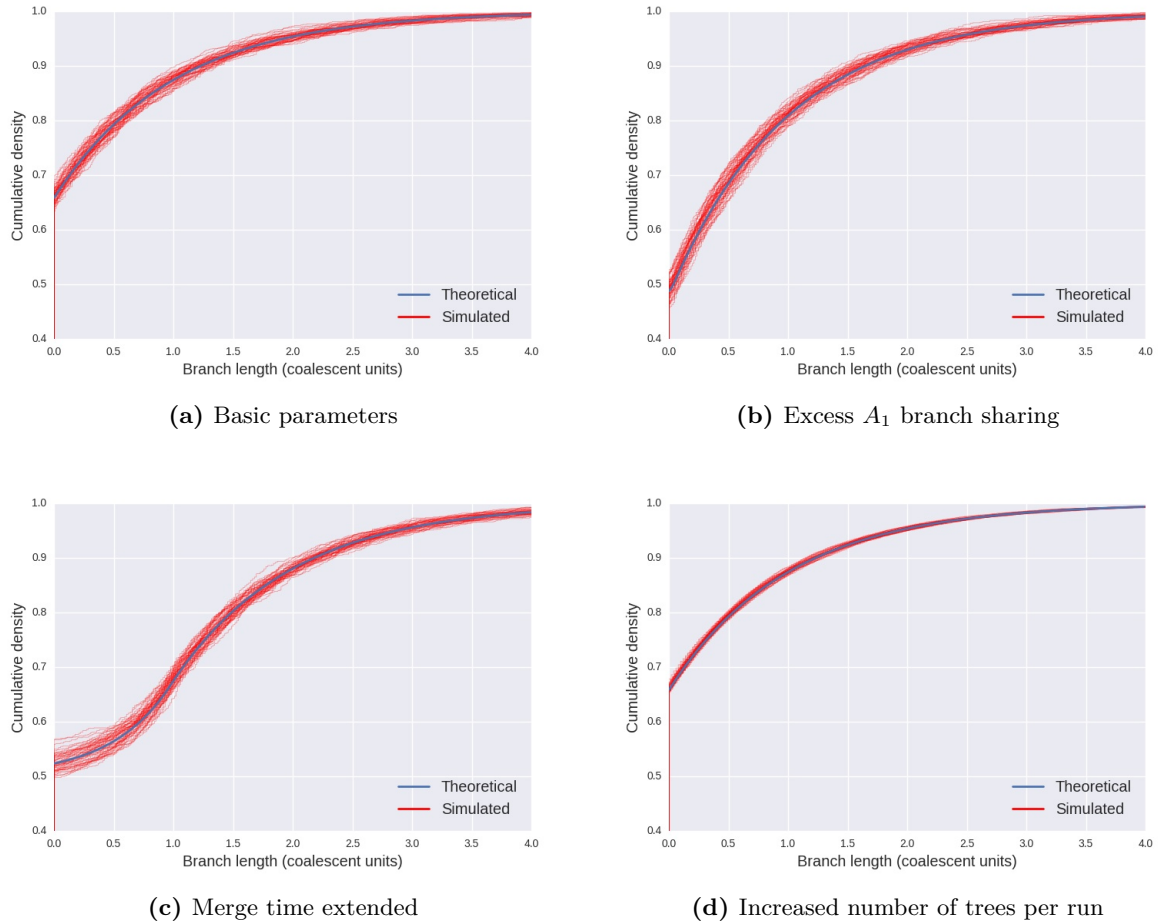 1.0
0.9
0.8
0.7
0.6
0.5
0.4
Cumulative density
Theoretical
Simulated
0.0 0.5 1.0 1.5 2.0 2.5 3.0 3.5 4.0
Branch length (coalescent units)
(a) Basic parameters
1.0
0.9
0.8
0.7
0.6
0.5
0.4
Cumulative density
Theoretical
Simulated
0.0 0.5 1.0 1.5 2.0 2.5 3.0 3.5 4.0
Branch length (coalescent units)
(b) Excess A₁ branch sharing
1.0
0.9
0.8
0.7
0.6
0.5
0.4
Cumulative density
Theoretical
Simulated
0.0 0.5 1.0 1.5 2.0 2.5 3.0 3.5 4.0
Branch length (coalescent units)
(c) Merge time extended
1.0
0.9
0.8
0.7
0.6
0.5
0.4
Cumulative density
Theoretical
Simulated
0.0 0.5 1.0 1.5 2.0 2.5 3.0 3.5 4.0
Branch length (coalescent units)
(d) Increased number of trees per run